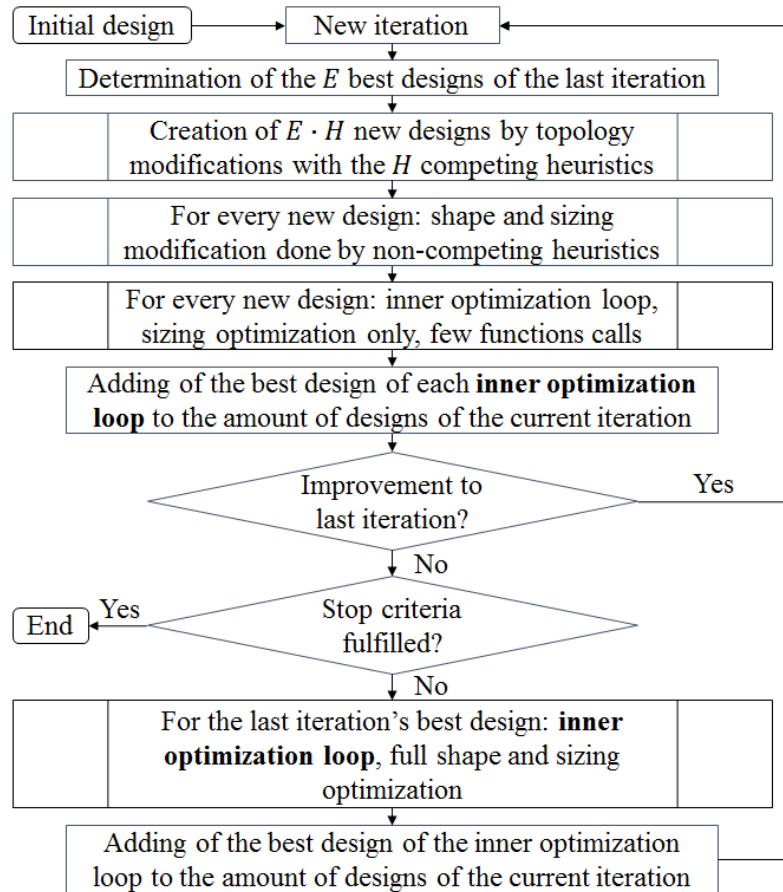 Initial design
New iteration
Determination of the E best designs of the last iteration
Creation of E · H new designs by topology
modifications with the H competing heuristics
For every new design: shape and sizing
modification done by non-competing heuristics
For every new design: inner optimization loop,
sizing optimization only, few functions calls
Adding of the best design of each inner optimization
loop to the amount of designs of the current iteration
Improvement to
last iteration?
Yes
No
Stop criteria
fulfilled?
Yes
End
No
For the last iteration’s best design: inner
optimization loop, full shape and sizing
optimization
Adding of the best design of the inner optimization
loop to the amount of designs of the current iteration